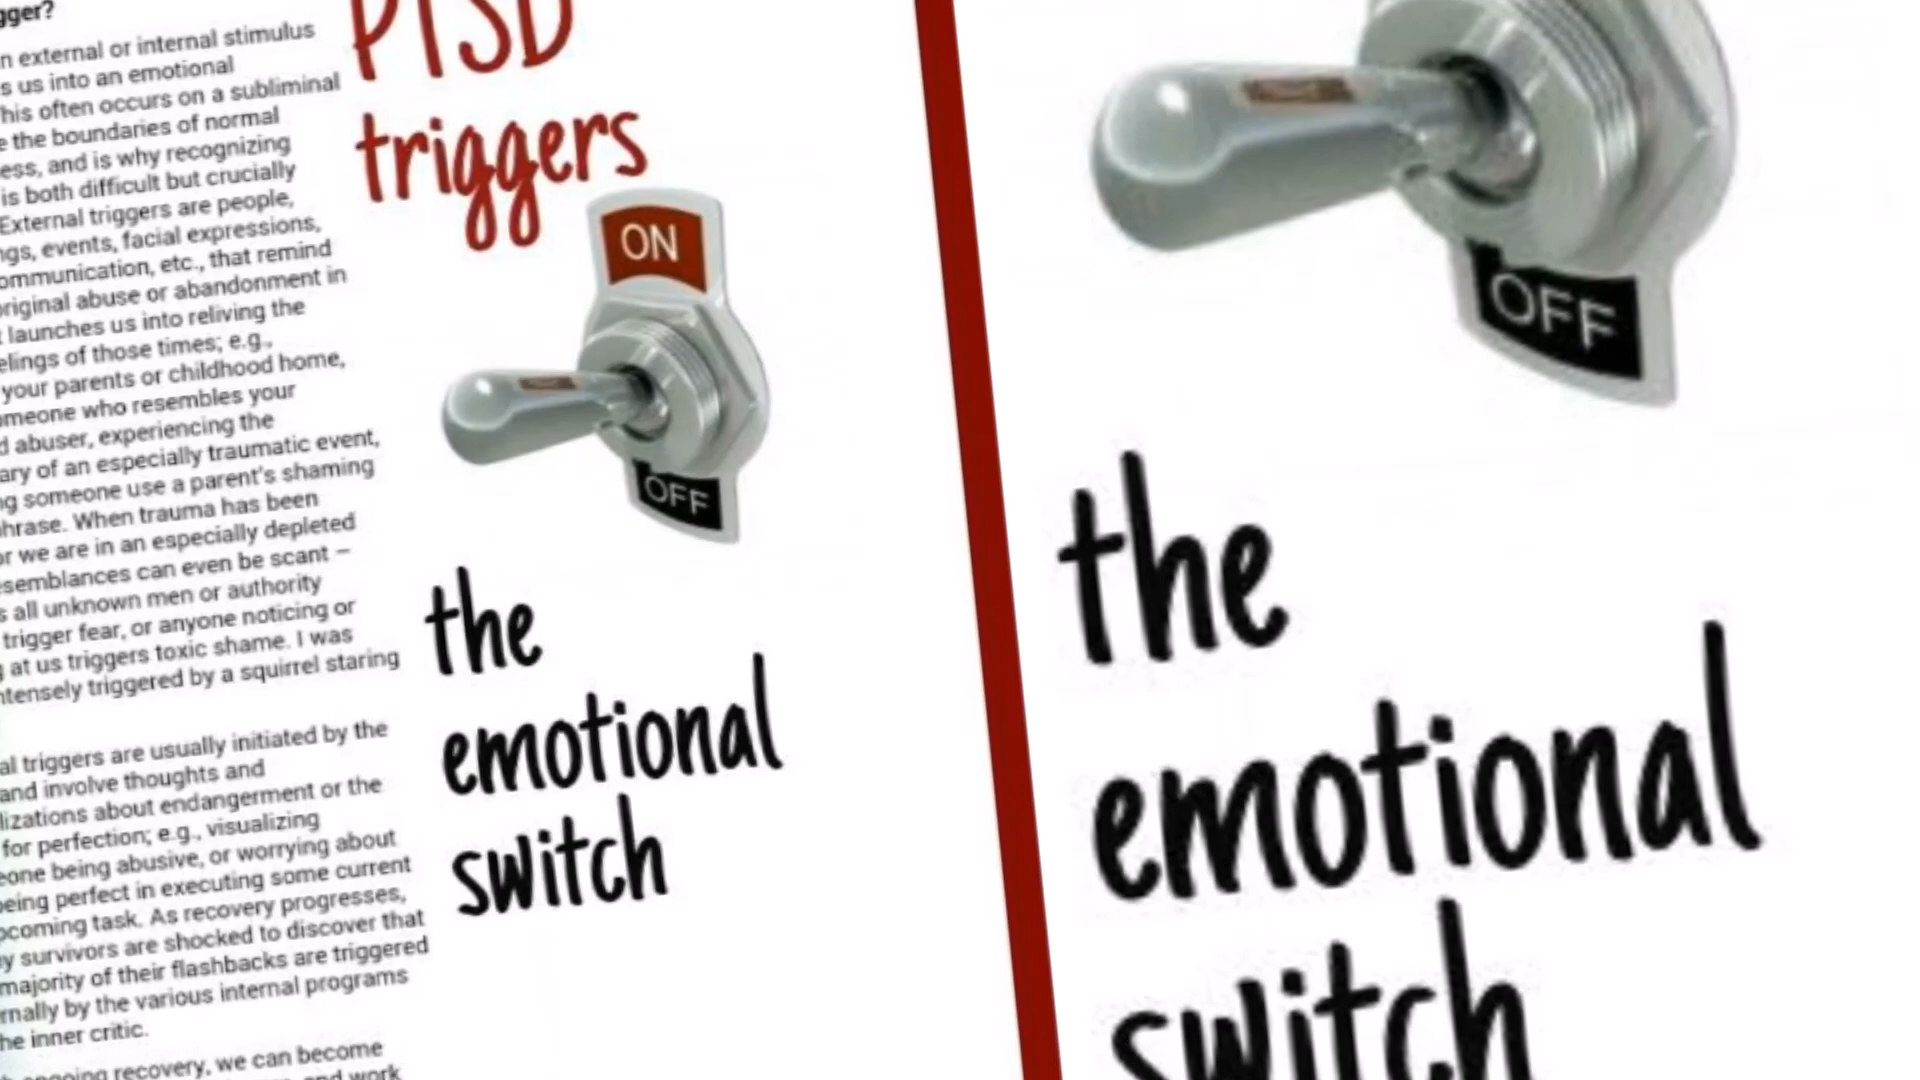 gger?
n external or internal stimulus
s us into an emotional
his often occurs on a subliminal
e the boundaries of normal
ess, and is why recognizing
is both difficult but crucially
External triggers are people,
ngs, events, facial expressions,
ommunication, etc., that remind
original abuse or abandonment in
t launches us into reliving the
elings of those times; e.g.,
your parents or childhood home,
omeone who resembles your
d abuser, experiencing the
ary of an especially traumatic event,
ng someone use a parent's shaming
phrase. When trauma has been
or we are in an especially depleted
esemblances can even be scant –
s all unknown men or authority
trigger fear, or anyone noticing or
g at us triggers toxic shame. I was
ntensely triggered by a squirrel staring
al triggers are usually initiated by the
and involve thoughts and
lizations about endangerment or the
for perfection; e.g., visualizing
eone being abusive, or worrying about
being perfect in executing some current
pcoming task. As recovery progresses,
ny survivors are shocked to discover that
majority of their flashbacks are triggered
rnally by the various internal programs
he inner critic.
ongoing recovery, we can become
and work
PTSD
triggers
ON
OFF
the
emotional
switch
OFF
the
emotional
switch